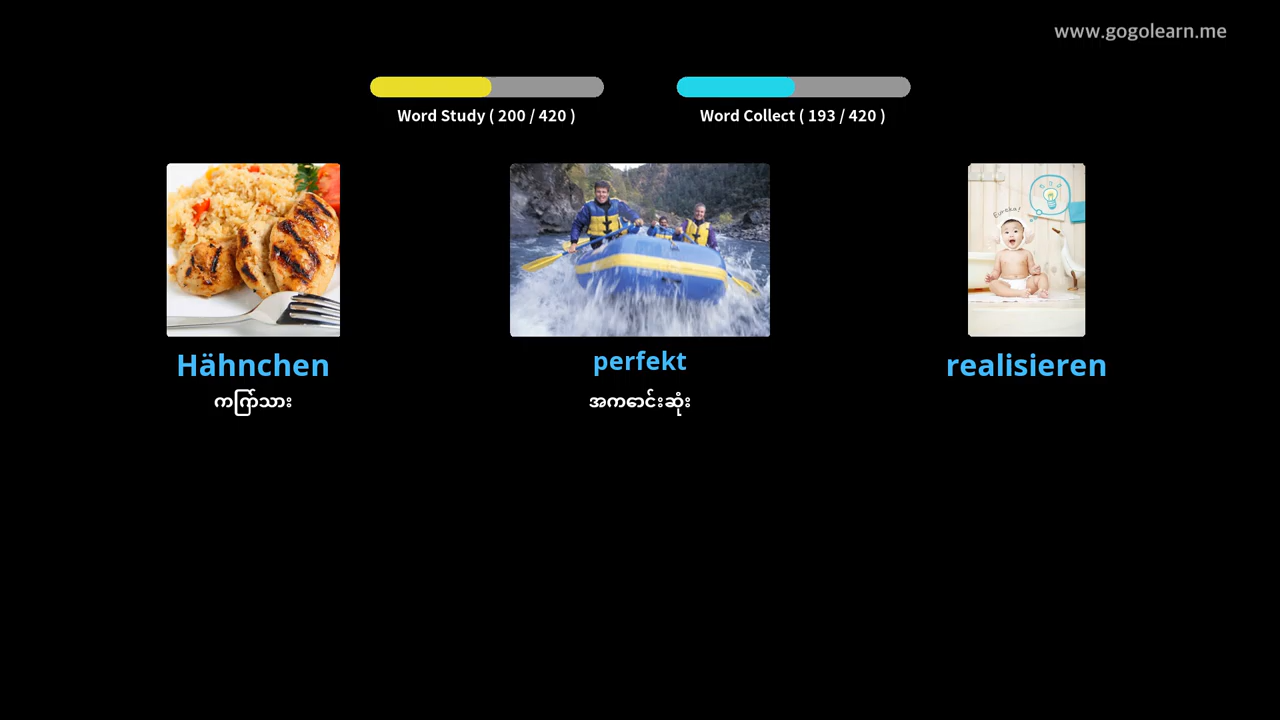 www.gogolearn.me
Word Study ( 200 / 420 )
Word Collect ( 193 / 420 )
Eureka!
Hähnchen
perfekt
realisieren
ကြက်သား
အကောင်းဆုံး